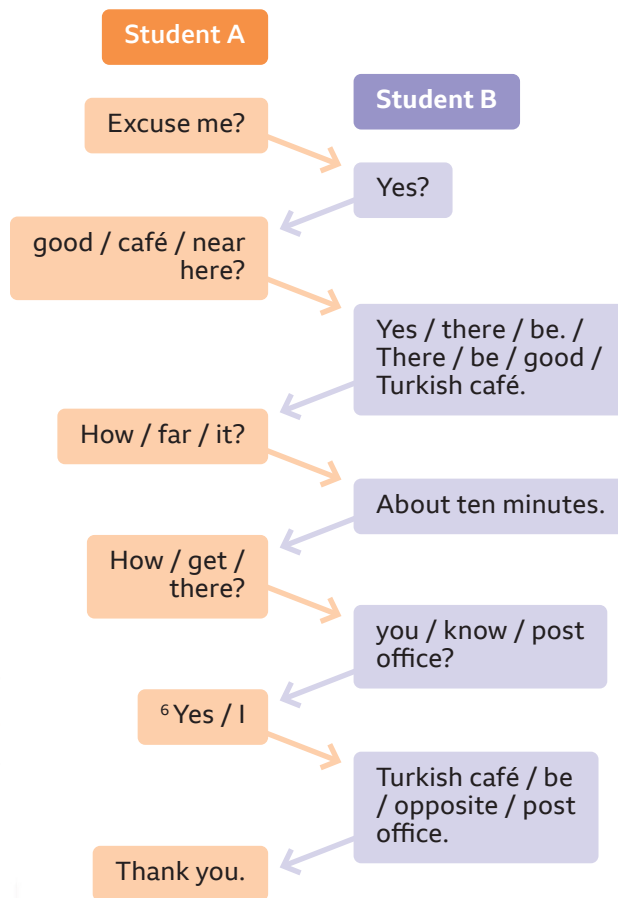 Student A
Student B
Excuse me?
Yes?
good / café / near
here?
Yes / there / be. /
There / be / good /
Turkish café.
How / far / it?
About ten minutes.
How / get /
there?
you / know / post
office?
⁶ Yes / I
Turkish café / be
/ opposite / post
office.
Thank you.